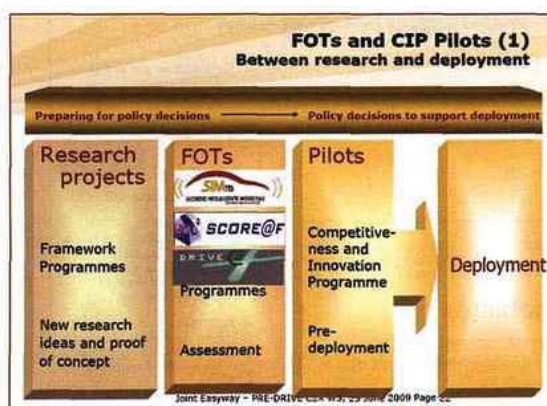 FOTs and CIP Pilots (1)
Between research and deployment
Preparing for policy decisions
Policy decisions to support deployment
Research
projects
Framework
Programmes
New research
ideas and proof
of concept
FOTs
SCORE@F
DRIVE
Programmes
Assessment
Pilots
Competitive-
ness and
Innovation
Programme
Pre-
deployment
Deployment
Joint Easyway - PRE-DRIVE C2X WS, 25 June 2009 Page 22